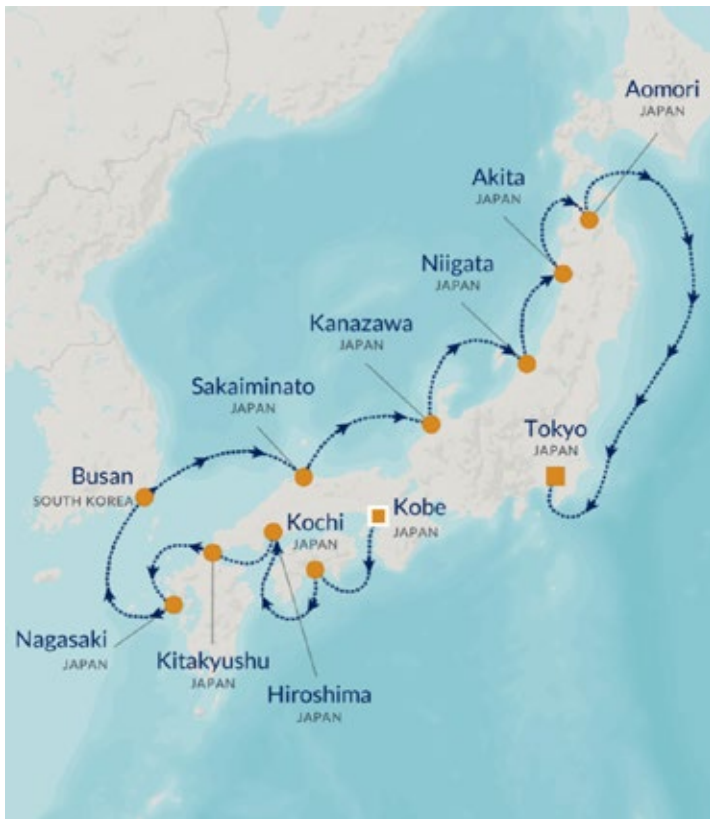 Aomori
JAPAN
Akita
JAPAN
Niigata
JAPAN
Kanazawa
JAPAN
Sakaiminato
JAPAN
Tokyo
JAPAN
Busan
SOUTH KOREA
Kobe
JAPAN
Kochi
JAPAN
Nagasaki
JAPAN
Kitakyushu
JAPAN
Hiroshima
JAPAN